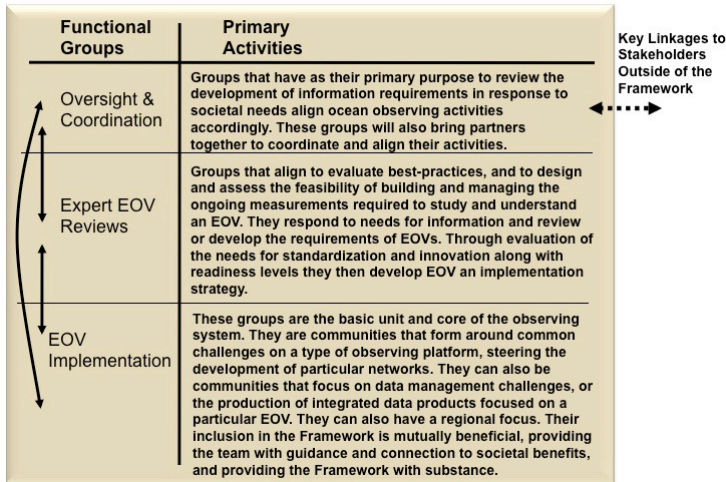 Functional
Groups
Primary
Activities
Key Linkages to
Stakeholders
Outside of the
Framework
Oversight &
Coordination
Groups that have as their primary purpose to review the
development of information requirements in response to
societal needs align ocean observing activities
accordingly. These groups will also bring partners
together to coordinate and align their activities.
Expert EOV
Reviews
Groups that align to evaluate best-practices, and to design
and assess the feasibility of building and managing the
ongoing measurements required to study and understand
an EOV. They respond to needs for information and review
or develop the requirements of EOVs. Through evaluation of
the needs for standardization and innovation along with
readiness levels they then develop EOV an implementation
strategy.
EOV
Implementation
These groups are the basic unit and core of the observing
system. They are communities that form around common
challenges on a type of observing platform, steering the
development of particular networks. They can also be
communities that focus on data management challenges, or
the production of integrated data products focused on a
particular EOV. They can also have a regional focus. Their
inclusion in the Framework is mutually beneficial, providing
the team with guidance and connection to societal benefits,
and providing the Framework with substance.